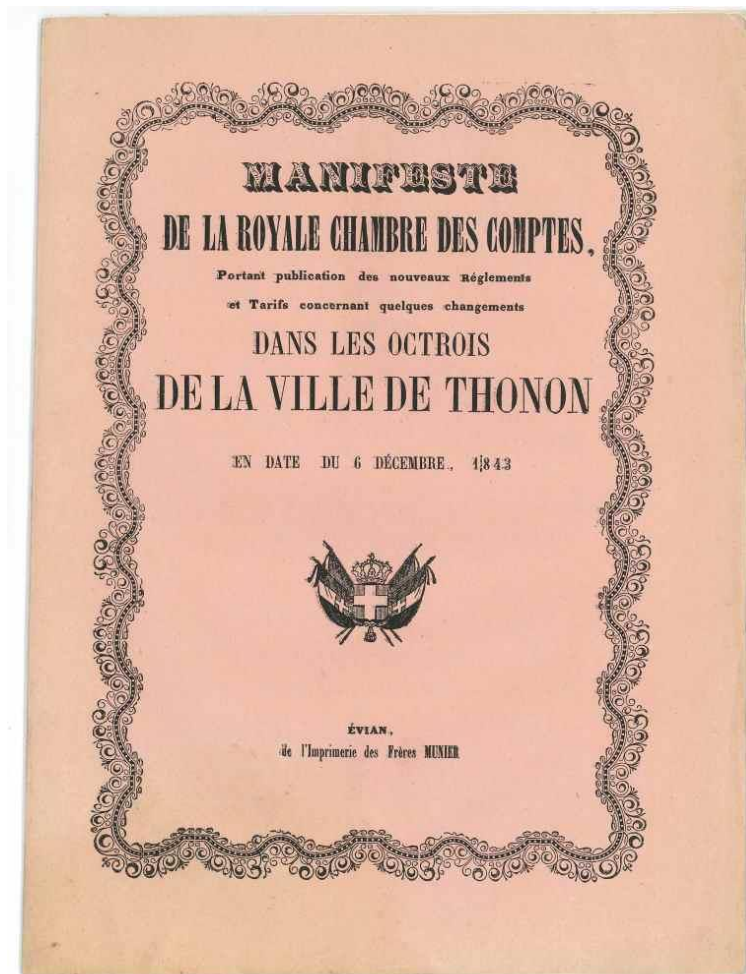 MANIFESTE
DE LA ROYALE CHAMBRE DES COMPTES,
Portant publication des nouveaux Réglements
et Tarifs concernant quelques changements
DANS LES OCTROIS
DE LA VILLE DE THONON
EN DATE DU 6 DÉCEMBRE, 1843
ÉVIAN,
de l'Imprimerie des Frères MUNIER